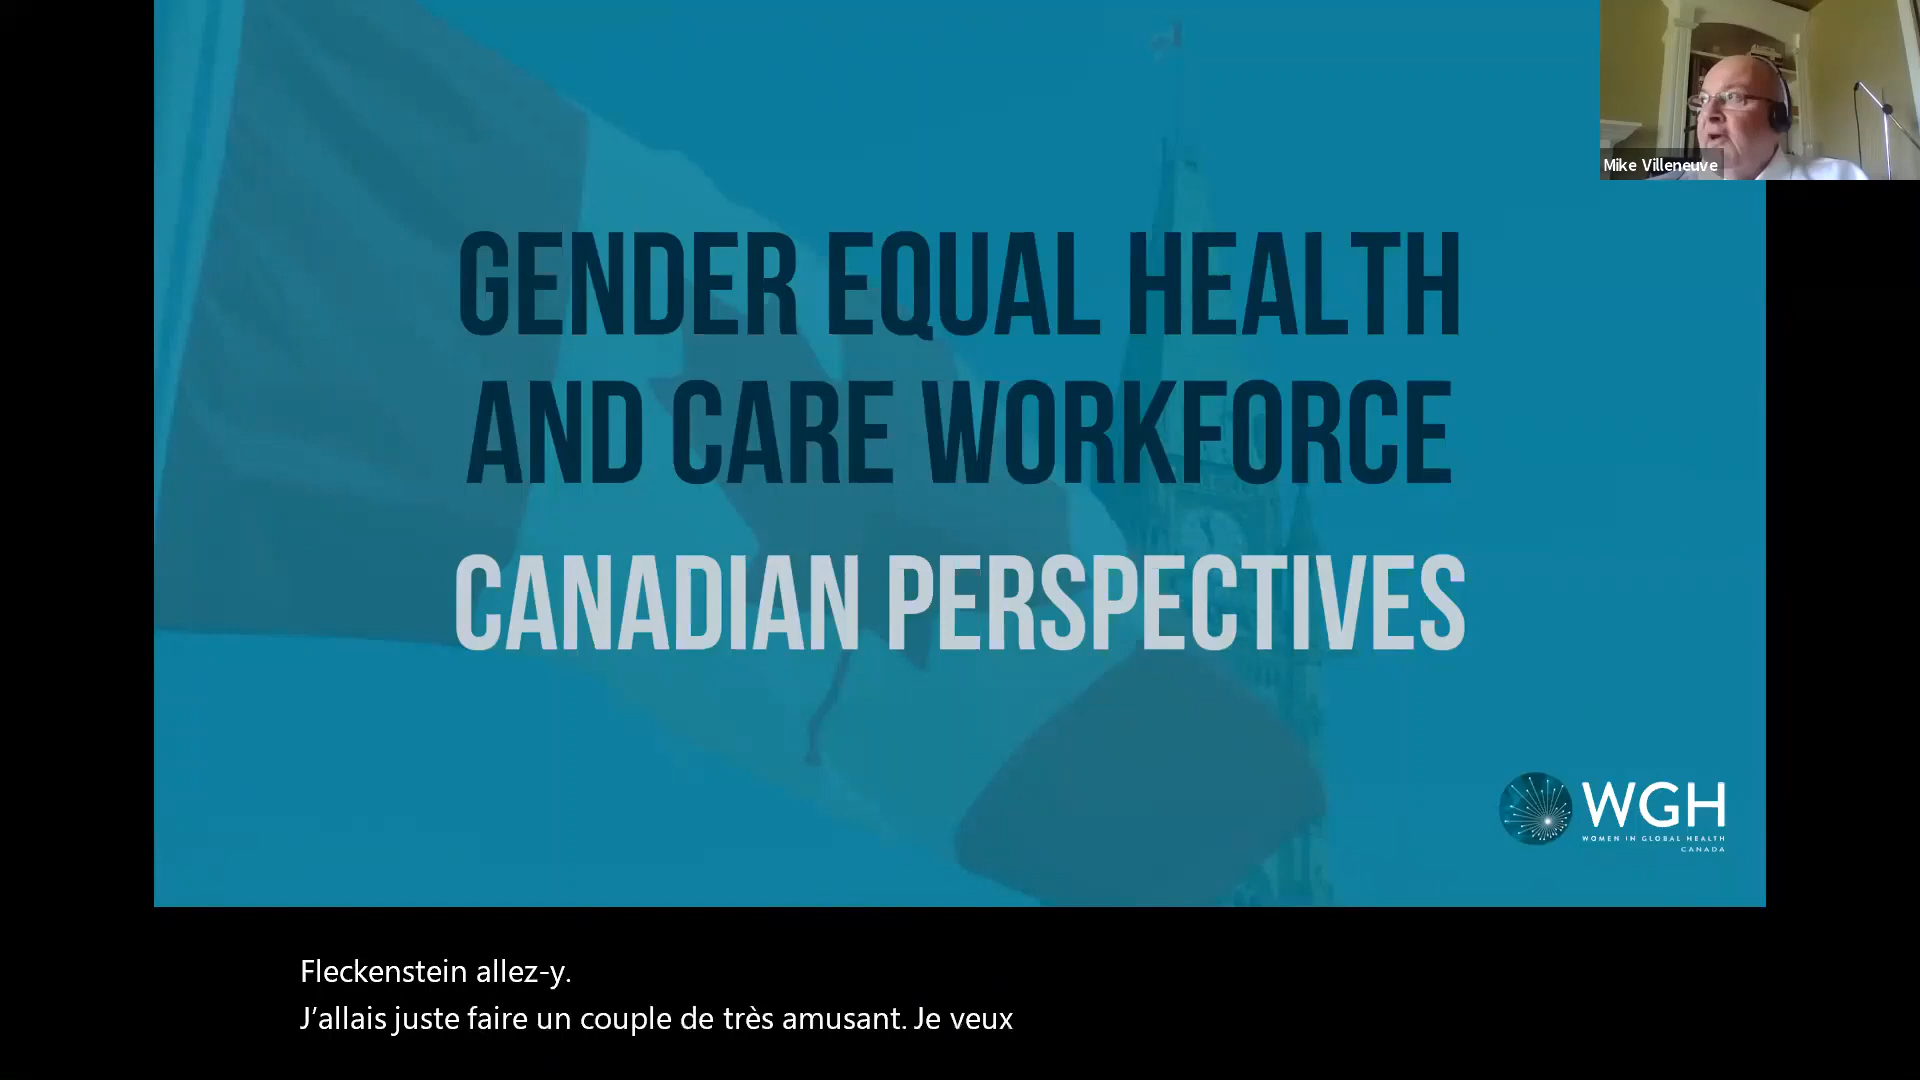 GENDER EQUAL HEALTH
AND CARE WORKFORCE
CANADIAN PERSPECTIVES
Mike Villeneuve
WGH
WOMEN IN GLOBAL HEALTH
CANADA
Fleckenstein allez-y.
J’allais juste faire un couple de très amusant. Je veux